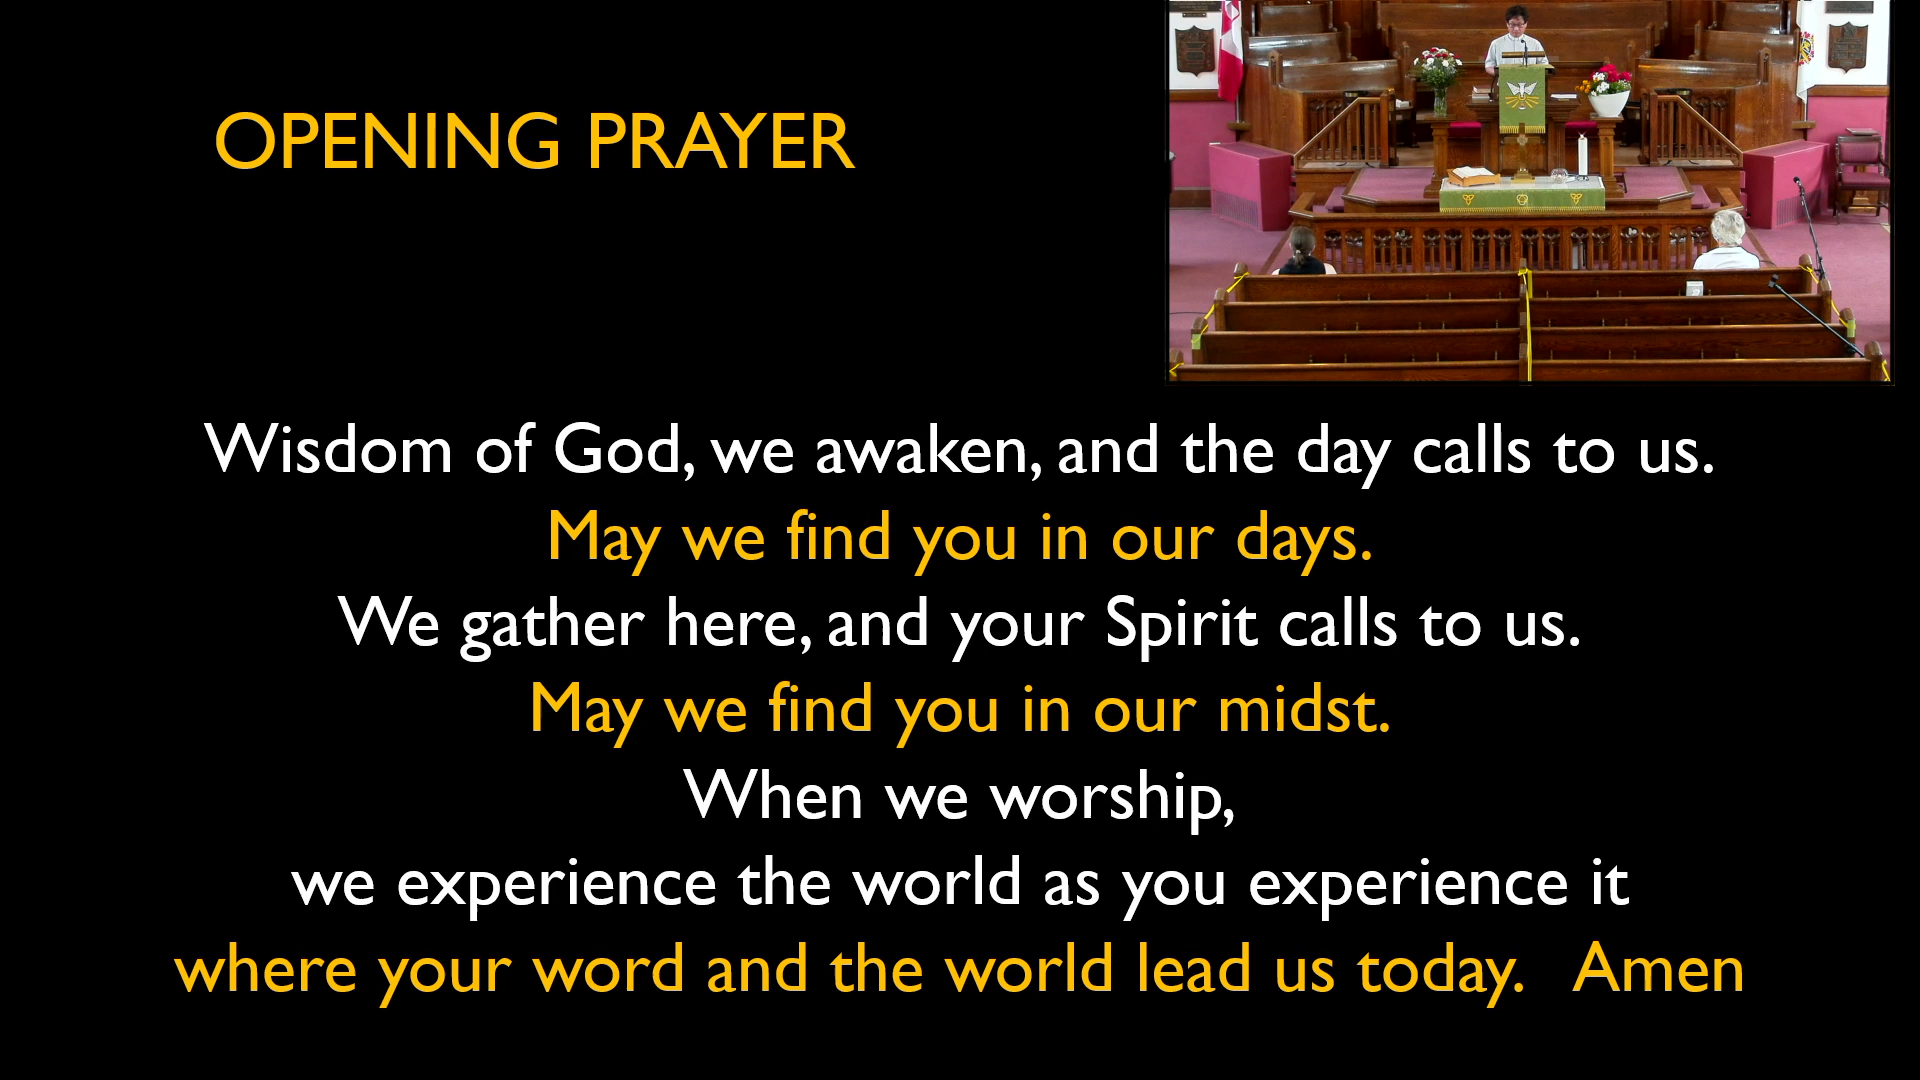 OPENING PRAYER
Wisdom of God, we awaken, and the day calls to us.
May we find you in our days.
We gather here, and your Spirit calls to us.
May we find you in our midst.
When we worship,
we experience the world as you experience it
where your word and the world lead us today. Amen